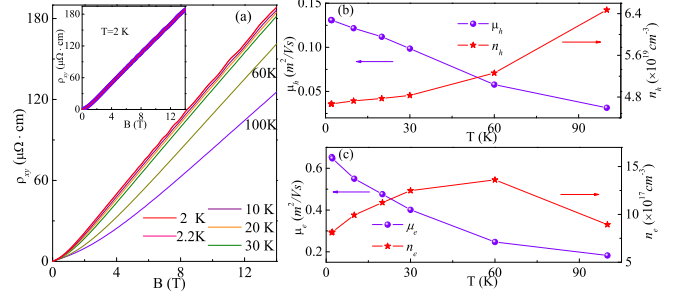 (a)
ρxy (μΩ · cm)
180
120
60
0
0
4
8
12
B (T)
180
120
60
0
0
4
8
12
ρxy (μΩ · cm)
B (T)
T=2 K
60K
100K
2 K
2.2K
10 K
20 K
30 K
(b)
μh (m²/Vs)
0.15
0.10
0.05
μh
nh
6.4
5.6
4.8
nh (×10¹⁹ cm⁻³)
0
30
60
90
T (K)
(c)
μe (m²/Vs)
0.6
0.4
0.2
μe
ne
15
10
5
ne (×10¹⁷ cm⁻³)
0
30
60
90
T (K)